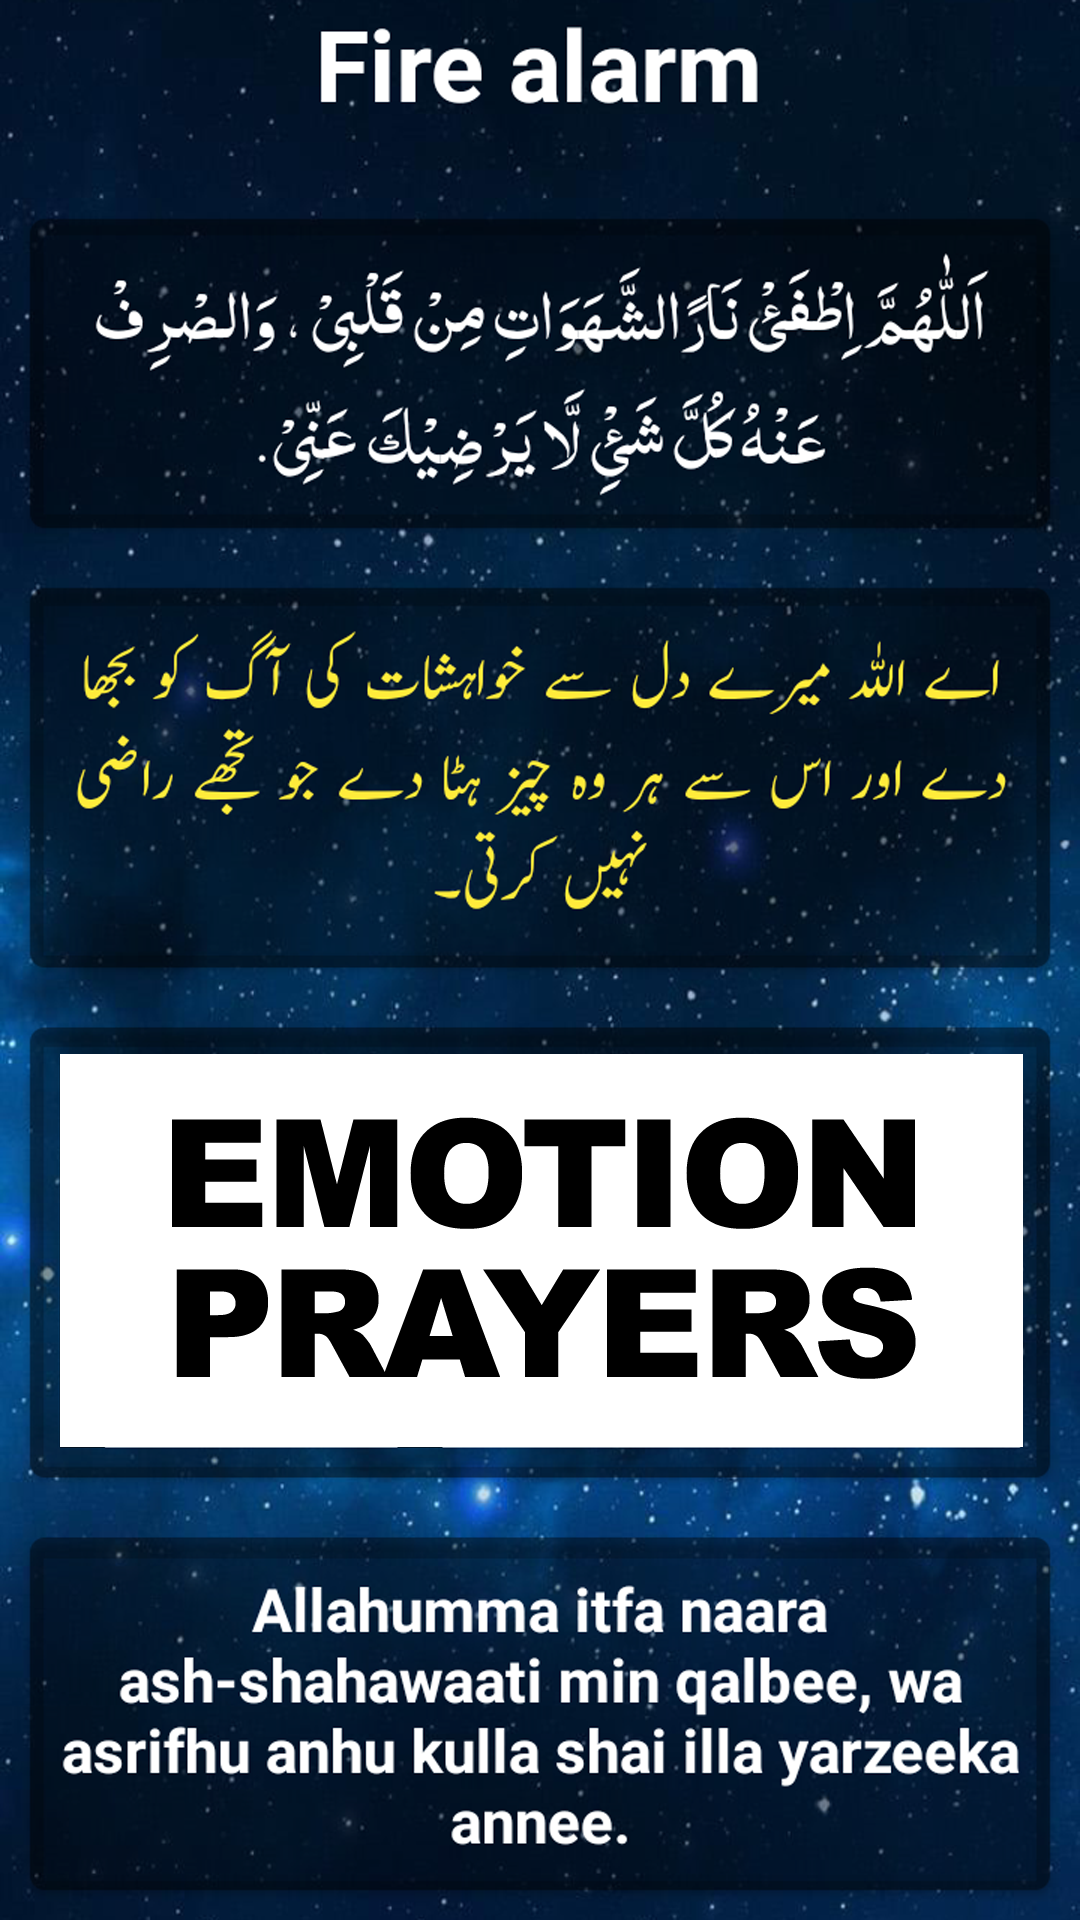 Fire alarm
اَللّٰهُمَّ اِطْفَئْ نَارًالشَّهَوَاتِ مِنْ قَلْبِىْ ، وَالصْرِفْ
عَنْهُ كُلَّ شَئْءِ لَّا يَرْضِيْكَ عَنِّىْ.
اے اللہ میرے دل سے خواہشات کی آگ کو بجھا
دے اور اس سے ہر وہ چیز ہٹا دے جو تجھے راضی
نہیں کرتی۔
EMOTION
PRAYERS
Allahumma itfa naara
ash-shahawaati min qalbee, wa
asrifhu anhu kulla shai illa yarzeeka
annee.